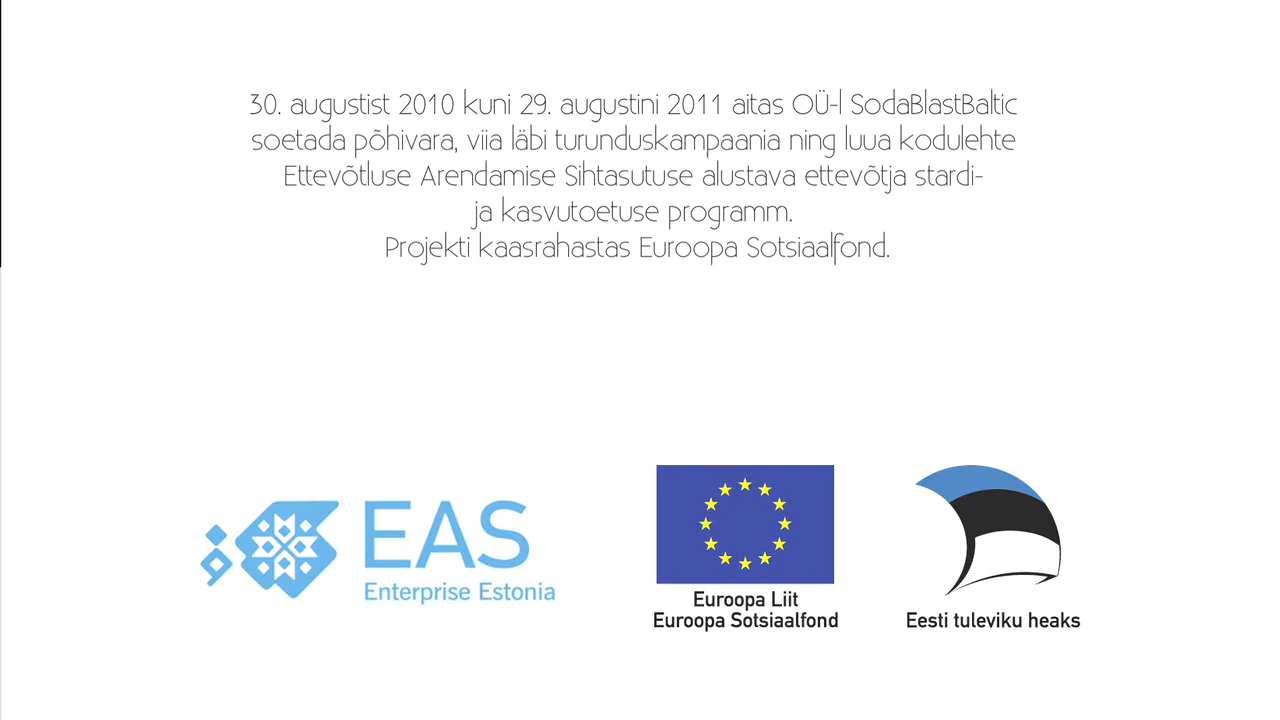 30. augustist 2010 kuni 29. augustini 2011 aitas OÜ-l SodaBlastBaltic
soetada põhivara, viia läbi turunduskampaania ning luua kodulehte
Ettevõtluse Arendamise Sihtasutuse alustava ettevõtja stardi-
ja kasvutoetuse programm.
Projekti kaasrahastas Euroopa Sotsiaalfond.
EAS
Enterprise Estonia
Euroopa Liit
Euroopa Sotsiaalfond
Eesti tuleviku heaks